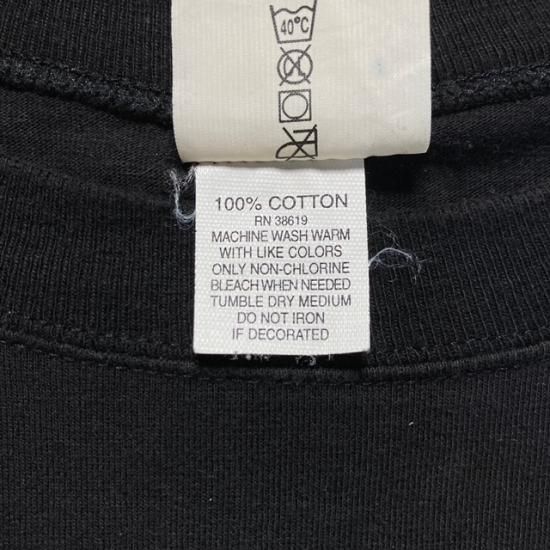 40°C
100% COTTON
RN 38619
MACHINE WASH WARM
WITH LIKE COLORS
ONLY NON-CHLORINE
BLEACH WHEN NEEDED
TUMBLE DRY MEDIUM
DO NOT IRON
IF DECORATED